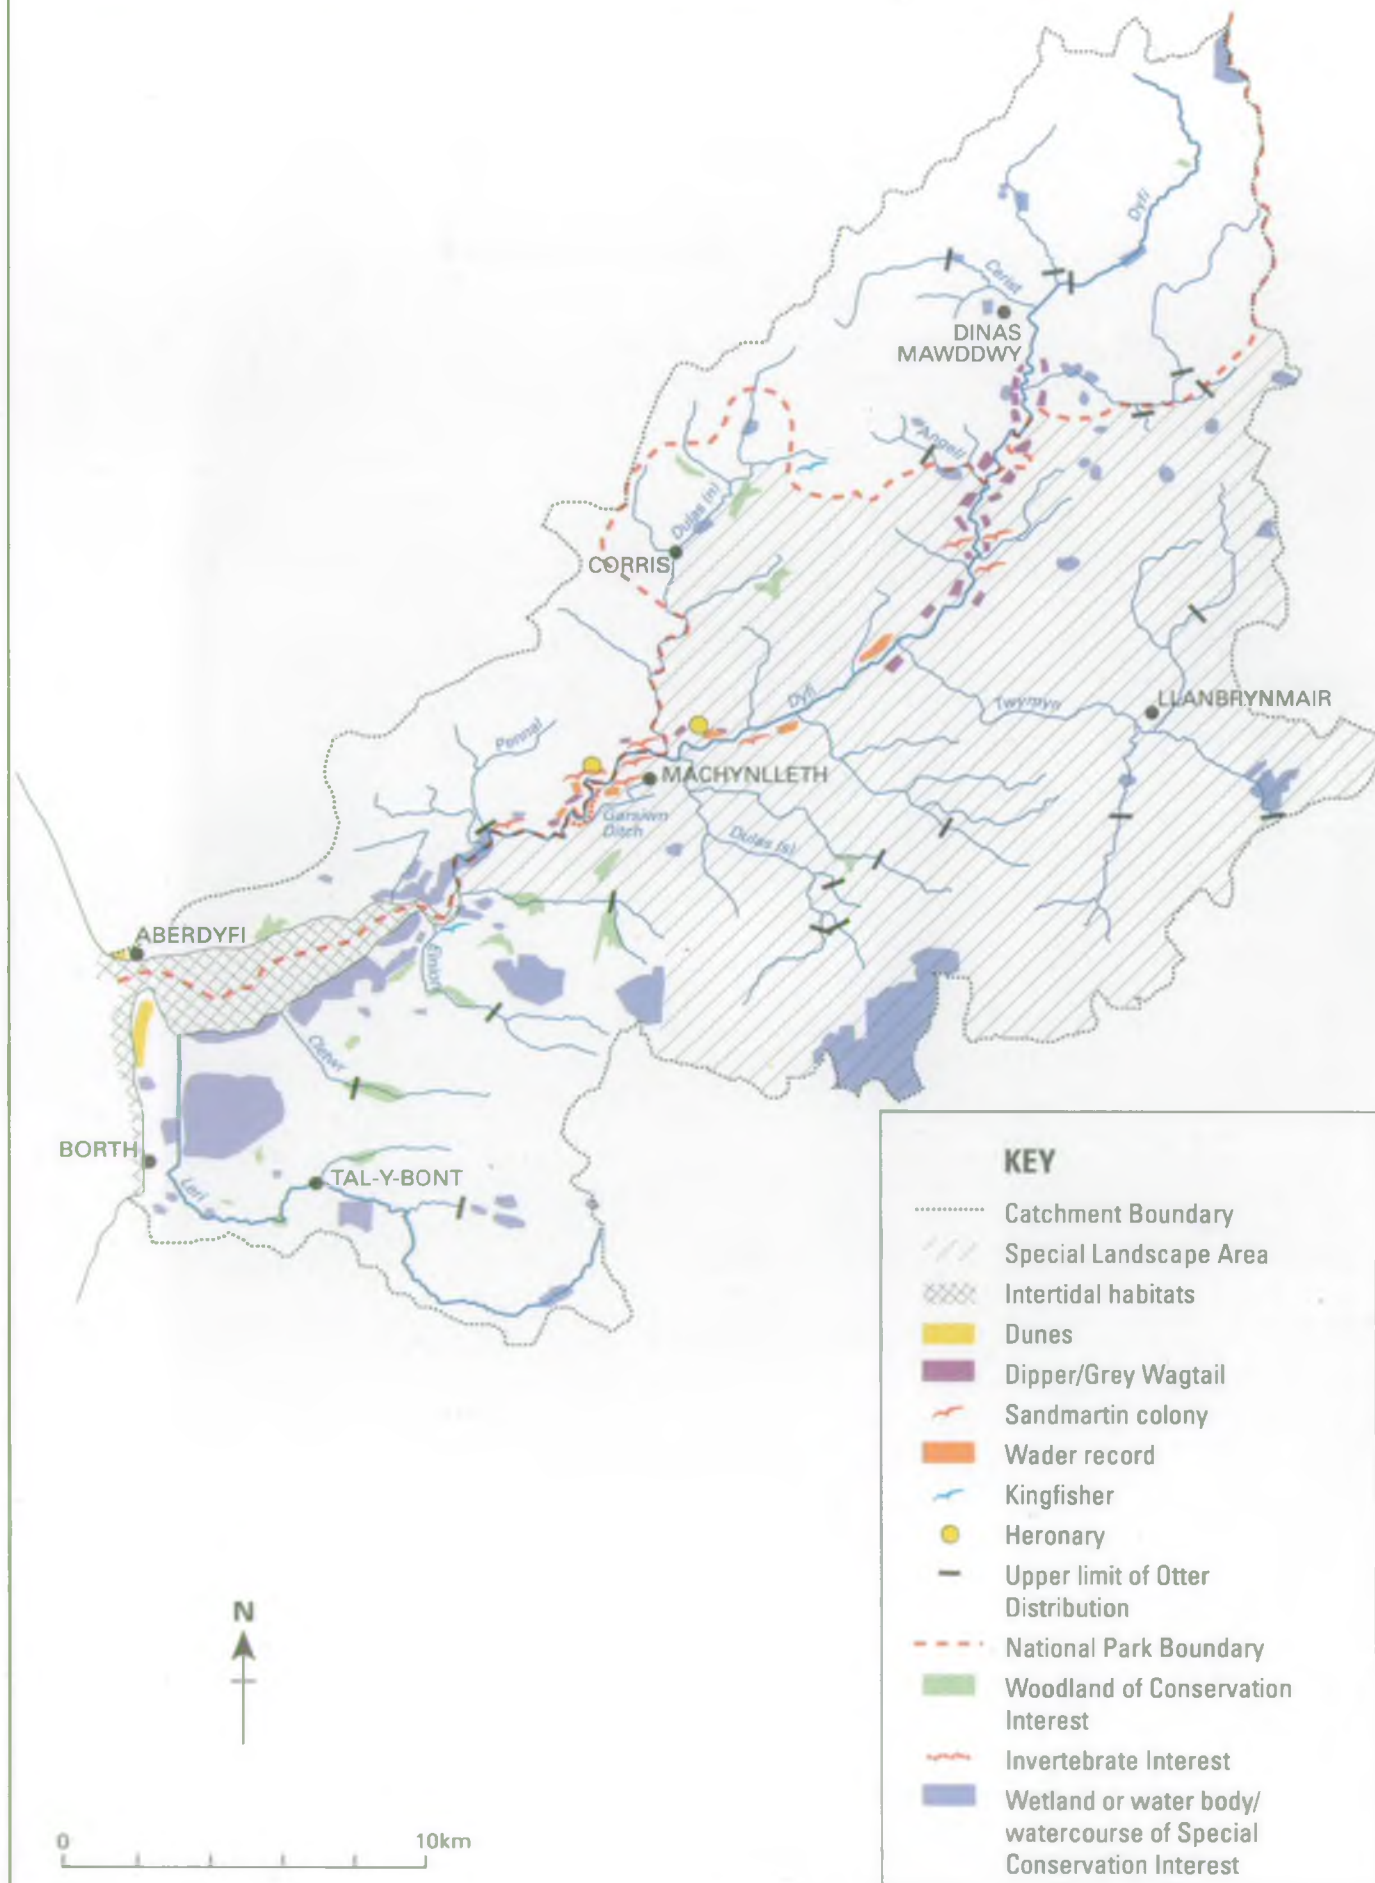 Dyfi
Cerist
DINAS
MAWDDWY
Angell
Dulas (n)
CORRIS
Dyfi
Twymyn
LLANBRYNMAIR
Pennal
MACHYNLLETH
Garsiwn
Ditch
Dulas (s)
ABERDYFI
Einion
Cletwr
BORTH
TAL-Y-BONT
Leri
KEY
Catchment Boundary
Special Landscape Area
Intertidal habitats
Dunes
Dipper/Grey Wagtail
Sandmartin colony
Wader record
Kingfisher
Heronary
Upper limit of Otter
Distribution
National Park Boundary
Woodland of Conservation
Interest
Invertebrate Interest
Wetland or water body/
watercourse of Special
Conservation Interest
N
0 10km